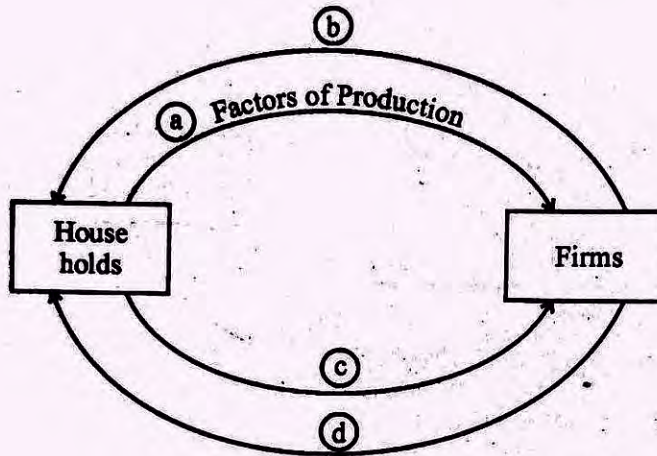 b
a Factors of Production
House
holds
Firms
c
d